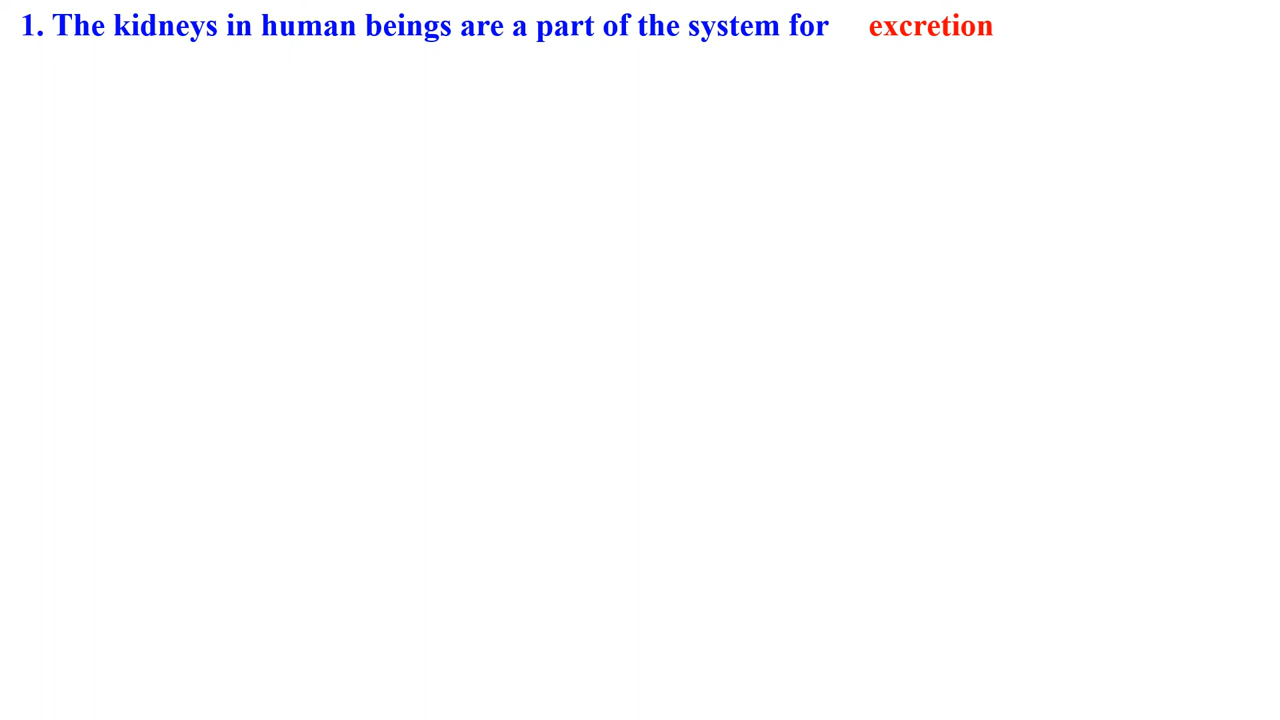 1. The kidneys in human beings are a part of the system for excretion